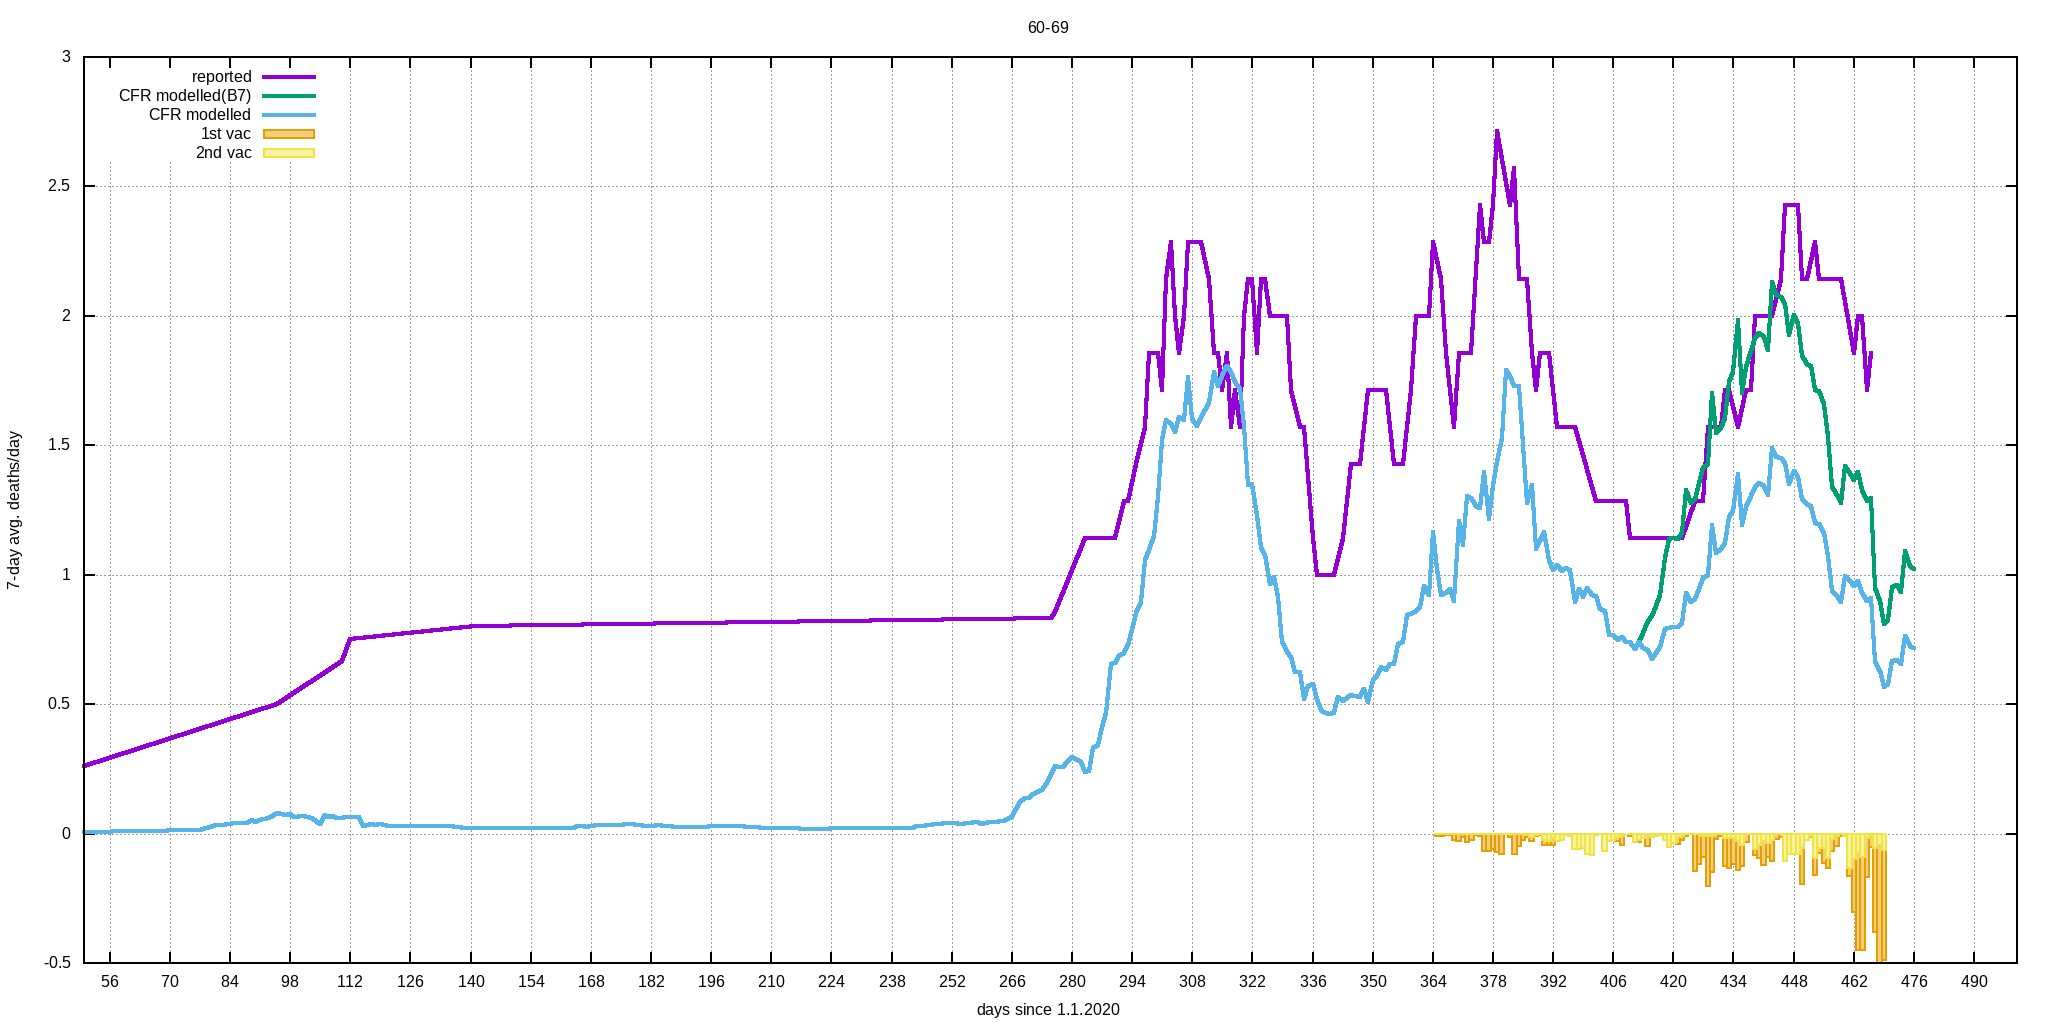 60-69
3
2.5
2
1.5
1
0.5
0
-0.5
7-day avg. deaths/day
reported
CFR modelled(B7)
CFR modelled
1st vac
2nd vac
56 70 84 98 112 126 140 154 168 182 196 210 224 238 252 266 280 294 308 322 336 350 364 378 392 406 420 434 448 462 476 490
days since 1.1.2020